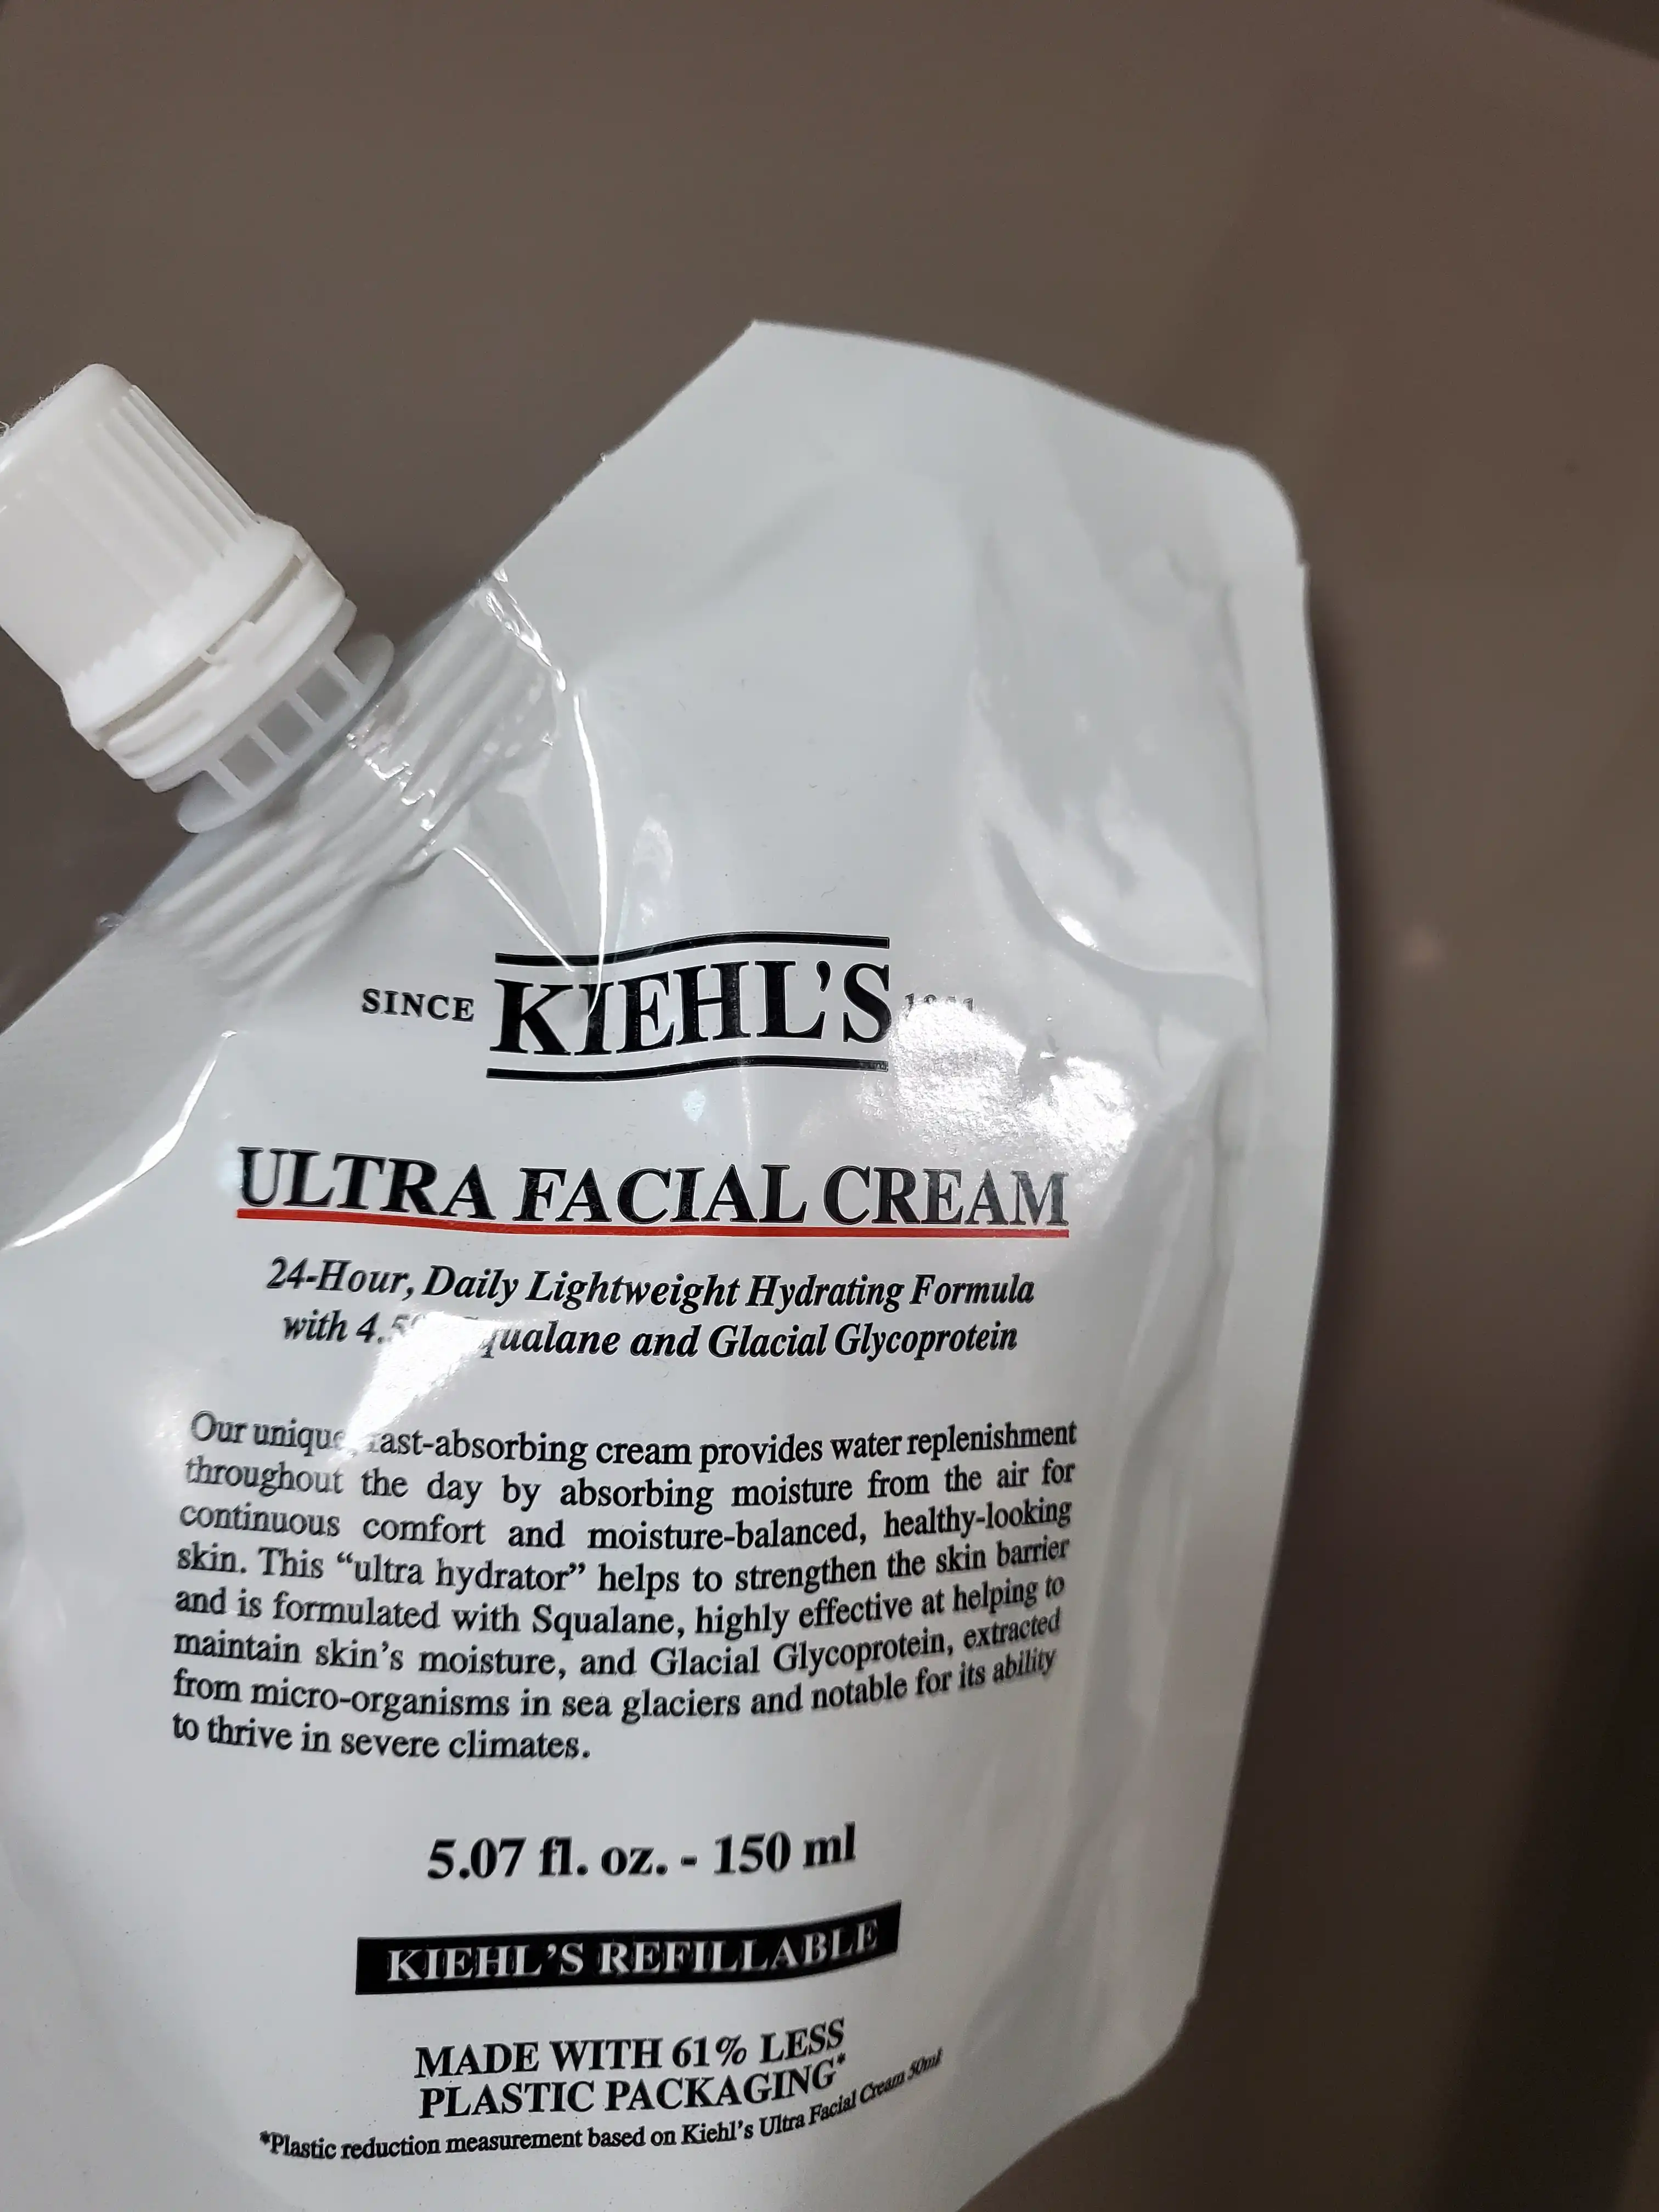 SINCE KIEHL'S
ULTRA FACIAL CREAM
24-Hour, Daily Lightweight Hydrating Formula
with Squalane and Glacial Glycoprotein
Our unique, fast-absorbing cream provides water replenishment
throughout the day by absorbing moisture from the air for
continuous comfort and moisture-balanced, healthy-looking
skin. This “ultra hydrator” helps to strengthen the skin barrier
and is formulated with Squalane, highly effective at helping to
maintain skin's moisture, and Glacial Glycoprotein, extracted
from micro-organisms in sea glaciers and notable for its ability
to thrive in severe climates.
5.07 fl. oz. - 150 ml
KIEHL'S REFILLABLE
MADE WITH 61% LESS
PLASTIC PACKAGING*
*Plastic reduction measurement based on Kiehl's Ultra Facial Cream 50ml